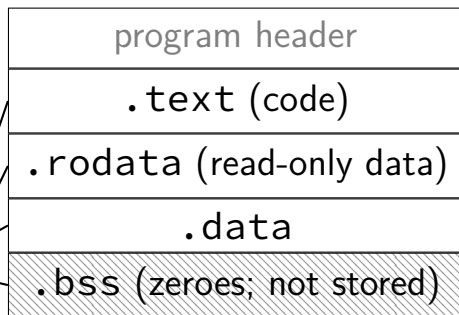 program header
.text (code)
.rodata (read-only data)
.data
.bss (zeroes; not stored)